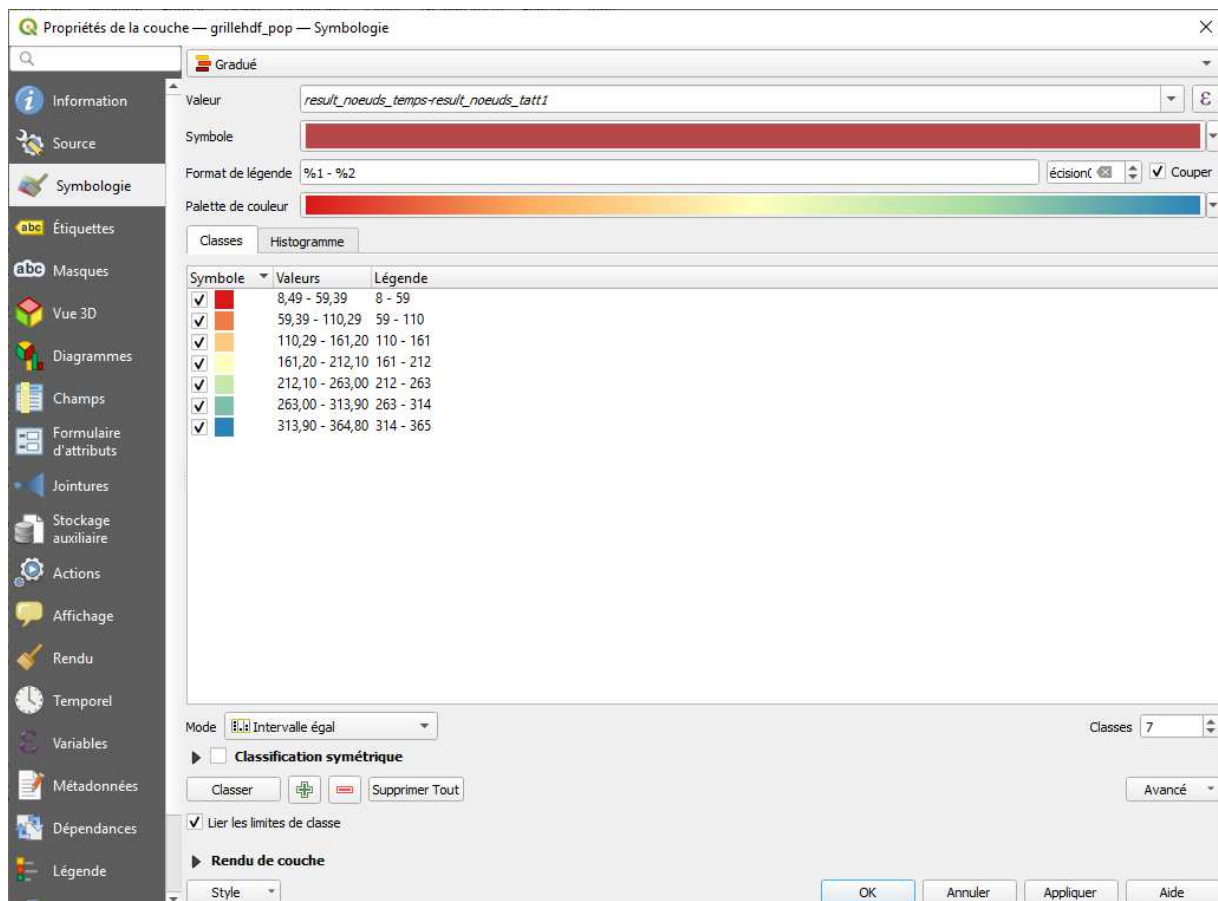 Propriétés de la couche — grillehdf_pop — Symbologie
Gradué
Information
Source
Symbologie
Étiquettes
Masques
Vue 3D
Diagrammes
Champs
Formulaire
d'attributs
Jointures
Stockage
auxiliaire
Actions
Affichage
Rendu
Temporel
Variables
Métadonnées
Dépendances
Légende
Valeur result_noeuds_temps-result_noeuds_tatt1 ε
Symbole
Format de légende %1 - %2 écision( Couper
Palette de couleur
Classes Histogramme
Symbole Valeurs Légende
8,49 - 59,39 8 - 59
59,39 - 110,29 59 - 110
110,29 - 161,20 110 - 161
161,20 - 212,10 161 - 212
212,10 - 263,00 212 - 263
263,00 - 313,90 263 - 314
313,90 - 364,80 314 - 365
Mode Intervalle égal Classes 7
Classification symétrique
Classer Supprimer Tout Avancé
Lier les limites de classe
Rendu de couche
Style OK Annuler Appliquer Aide